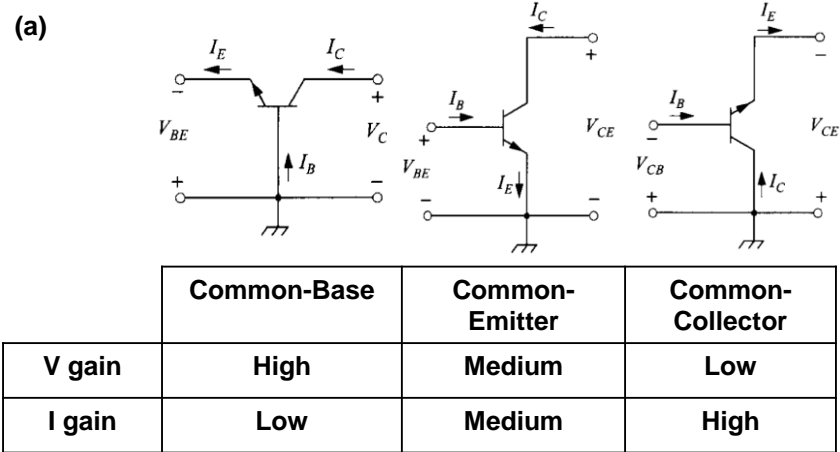 (a)
I_E I_C
− +
V_BE V_C
I_B
+ −
I_C
+
I_B
+ V_CE
V_BE
I_E
− −
I_E
−
I_B
− V_CE
V_CB
I_C
+ +
Common-Base Common-Emitter Common-Collector
V gain High Medium Low
I gain Low Medium High